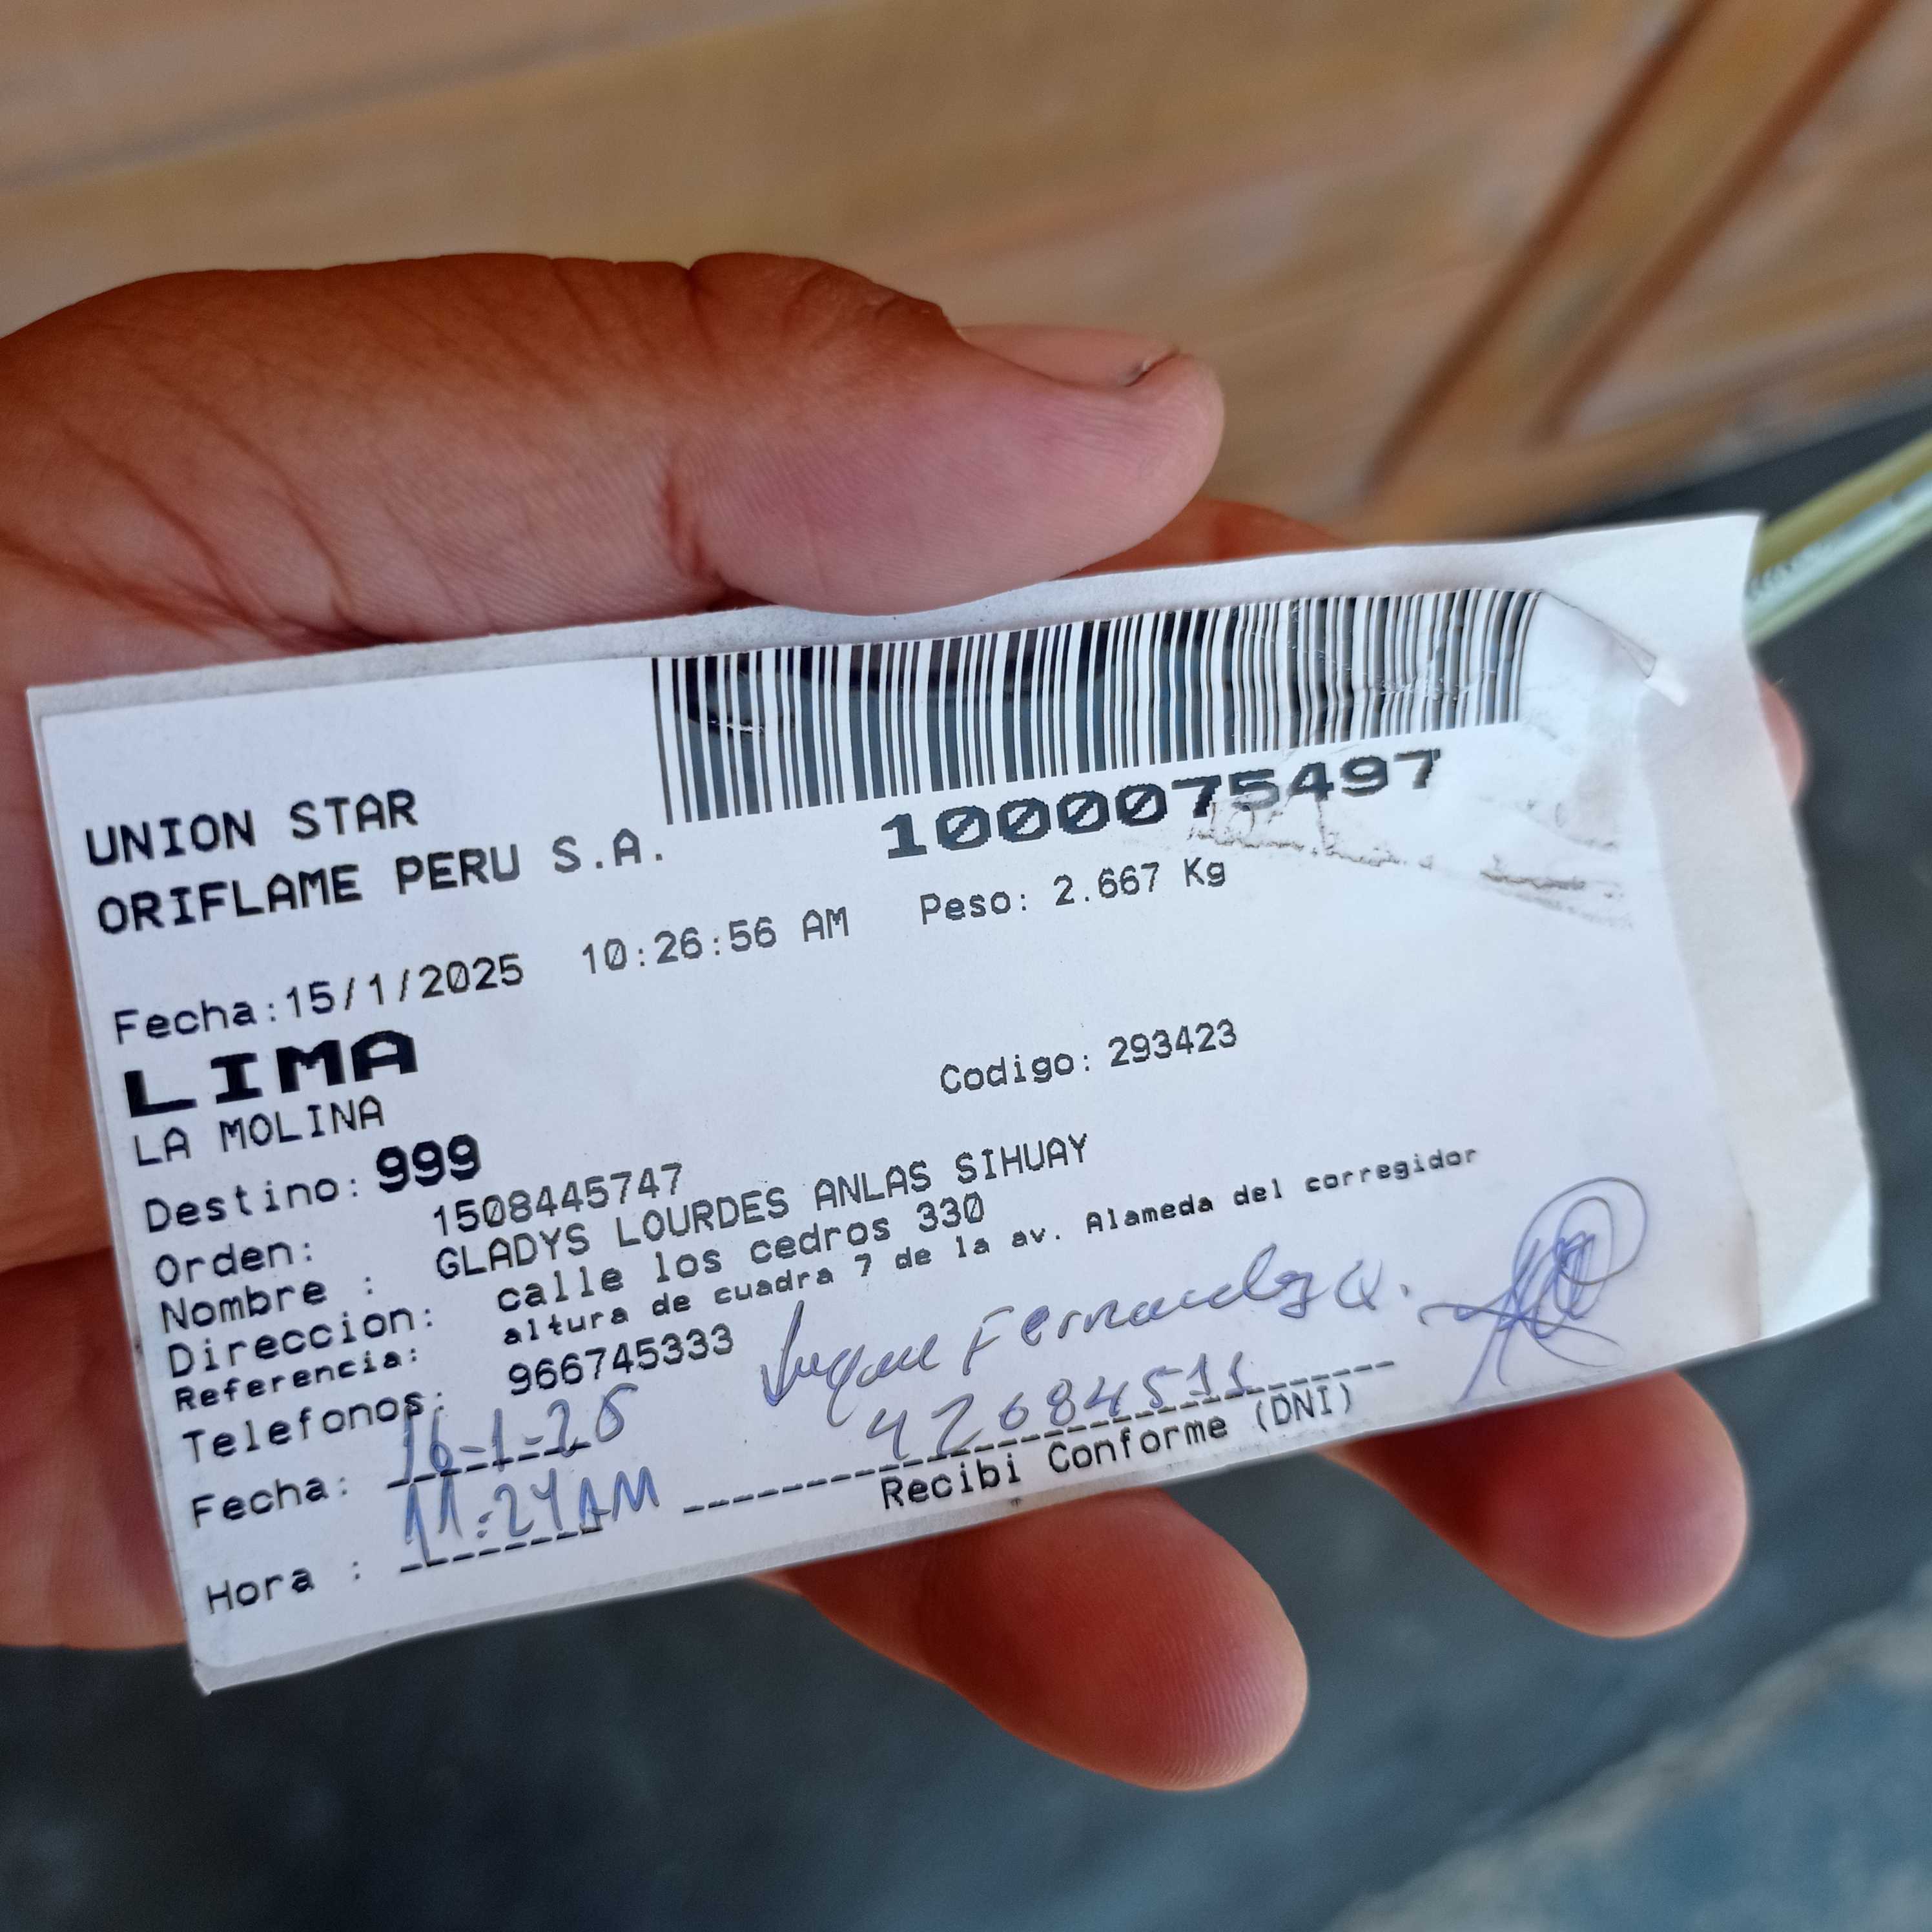 1000075497
UNION STAR
ORIFLAME PERU S.A.
Fecha:15/1/2025 10:26:56 AM Peso: 2.667 Kg
LIMA
LA MOLINA Codigo: 293423
Destino: 999
Orden: 1508445747
Nombre : GLADYS LOURDES ANLAS SIHUAY
Direccion: calle los cedros 330
Referencia: altura de cuadra 7 de la av. Alameda del corregidor
Telefonos: 966745333
Fernandez Q.
Fecha: 16-1-25 42684511
Recibi Conforme (DNI)
Hora : 11:24AM